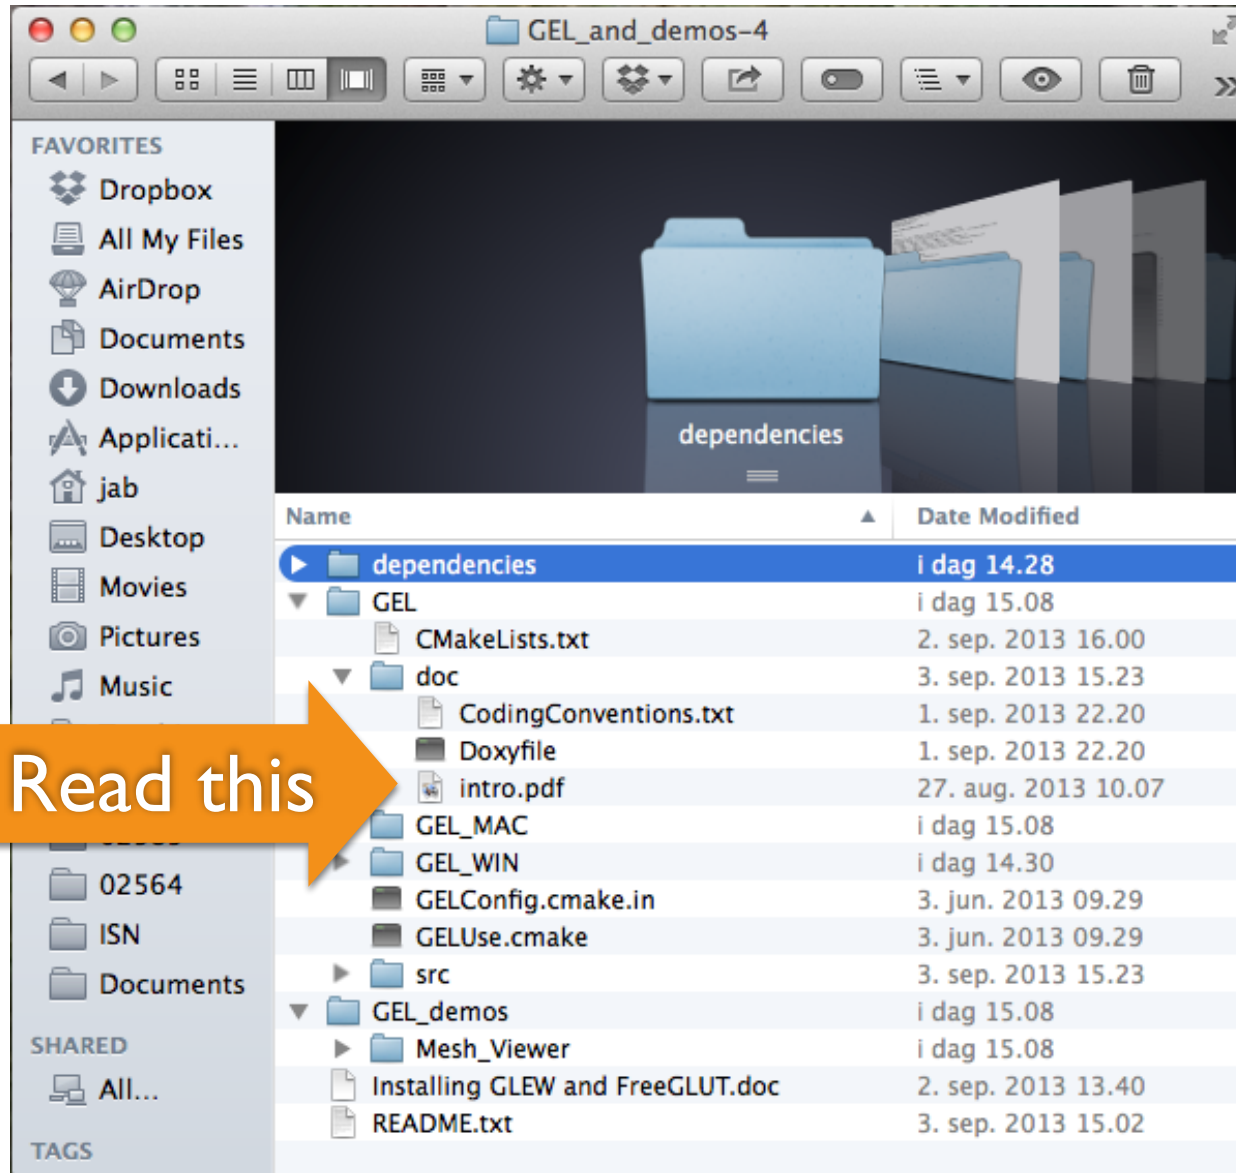 GEL_and_demos-4
FAVORITES
Dropbox
All My Files
AirDrop
Documents
Downloads
Applicati...
jab
Desktop
Movies
Pictures
Music
Read this
02564
ISN
Documents
SHARED
All...
TAGS
dependencies
Name Date Modified
dependencies i dag 14.28
GEL i dag 15.08
CMakeLists.txt 2. sep. 2013 16.00
doc 3. sep. 2013 15.23
CodingConventions.txt 1. sep. 2013 22.20
Doxyfile 1. sep. 2013 22.20
intro.pdf 27. aug. 2013 10.07
GEL_MAC i dag 15.08
GEL_WIN i dag 14.30
GELConfig.cmake.in 3. jun. 2013 09.29
GELUse.cmake 3. jun. 2013 09.29
src 3. sep. 2013 15.23
GEL_demos i dag 15.08
Mesh_Viewer i dag 15.08
Installing GLEW and FreeGLUT.doc 2. sep. 2013 13.40
README.txt 3. sep. 2013 15.02